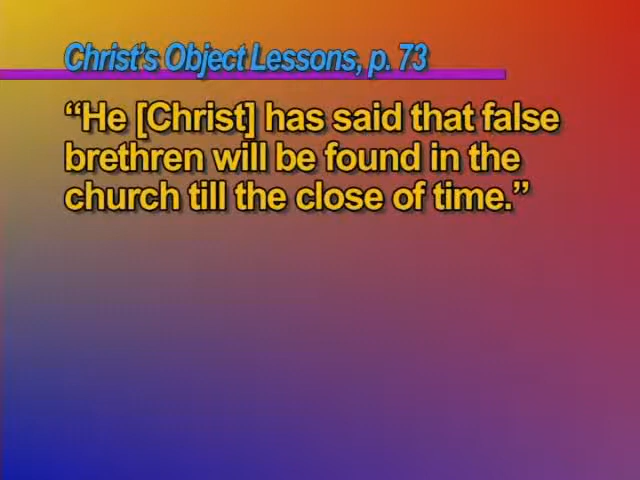 Christ's Object Lessons, p. 73
“He [Christ] has said that false
brethren will be found in the
church till the close of time.”